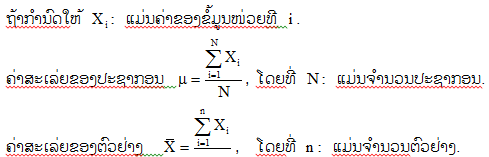 ຖ້າກຳນົດໃຫ້ Xᵢ: ແມ່ນຄ່າຂອງຂໍ້ມູນໜ່ວຍທີ i.
ຄ່າສະເລ່ຍຂອງປະຊາກອນ μ = (∑_{i=1}^{N} Xᵢ)/N, ໂດຍທີ່ N: ແມ່ນຈຳນວນປະຊາກອນ.
ຄ່າສະເລ່ຍຂອງຕົວຢ່າງ X̄ = (∑_{i=1}^{n} Xᵢ)/n, ໂດຍທີ່ n: ແມ່ນຈຳນວນຕົວຢ່າງ.